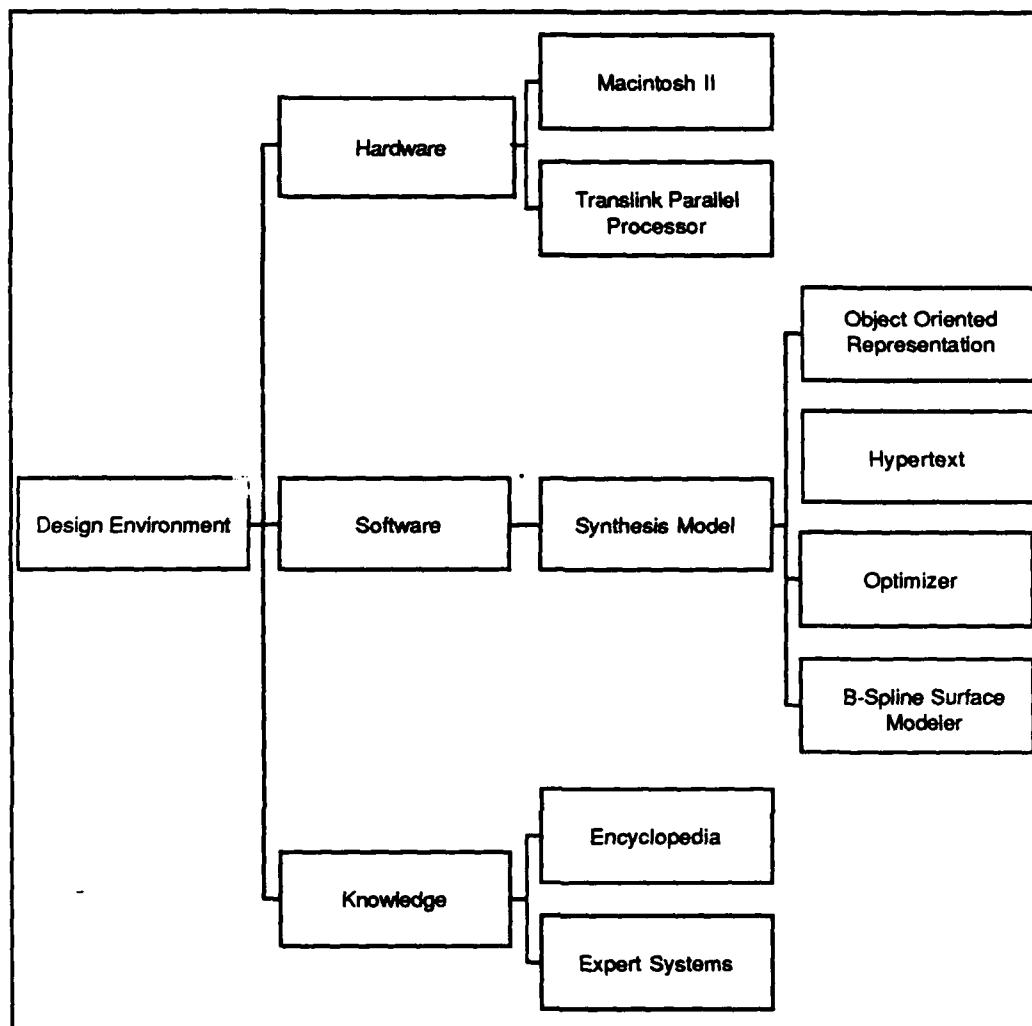 Macintosh II
Hardware
Translink Parallel
Processor
Object Oriented
Representation
Hypertext
Design Environment
Software
Synthesis Model
Optimizer
B-Spline Surface
Modeler
Encyclopedia
Knowledge
Expert Systems